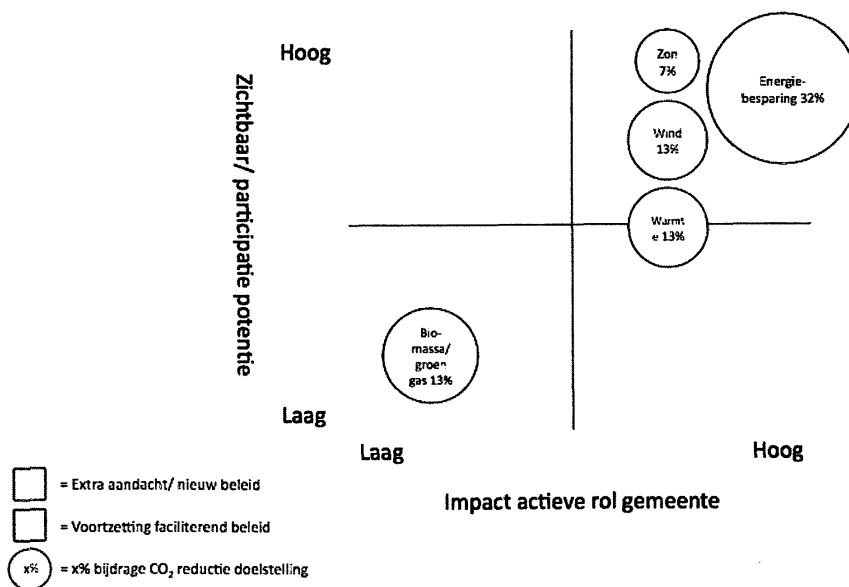 Hoog
Zichtbaar/ participatie potentie
Zon
7%
Energie-
besparing 32%
Wind
13%
Warmt
e 13%
Bio-
massa/
groen
gas 13%
Laag
Laag
Hoog
Impact actieve rol gemeente
= Extra aandacht/ nieuw beleid
= Voortzetting faciliterend beleid
x% = x% bijdrage CO₂ reductie doelstelling